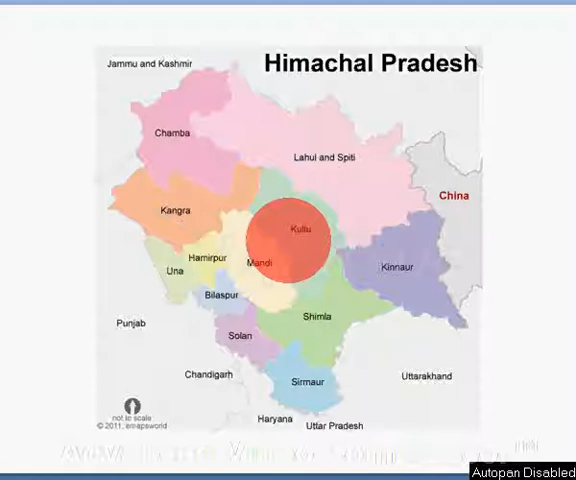 Himachal Pradesh
Jammu and Kashmir
Chamba
Lahul and Spiti
China
Kangra
Kullu
Hamirpur
Mandi
Kinnaur
Una
Bilaspur
Shimla
Punjab
Solan
Chandigarh
Sirmaur
Uttarakhand
not to scale
© 2011, emapsworld
Haryana
Uttar Pradesh
Autopan Disabled